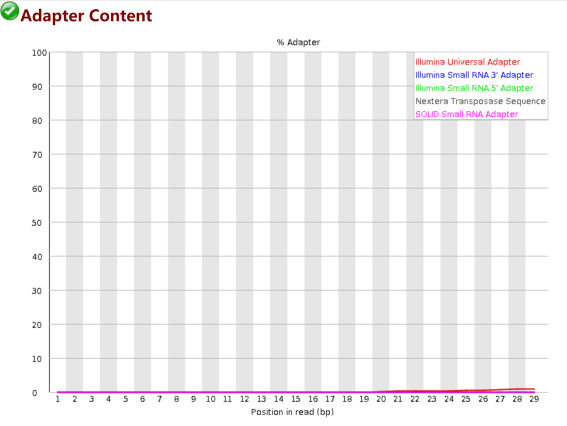 Adapter Content
% Adapter
100
90
80
70
60
50
40
30
20
10
0
Illumina Universal Adapter
Illumina Small RNA 3' Adapter
Illumina Small RNA 5' Adapter
Nextera Transposase Sequence
SOLID Small RNA Adapter
1 2 3 4 5 6 7 8 9 10 11 12 13 14 15 16 17 18 19 20 21 22 23 24 25 26 27 28 29
Position in read (bp)